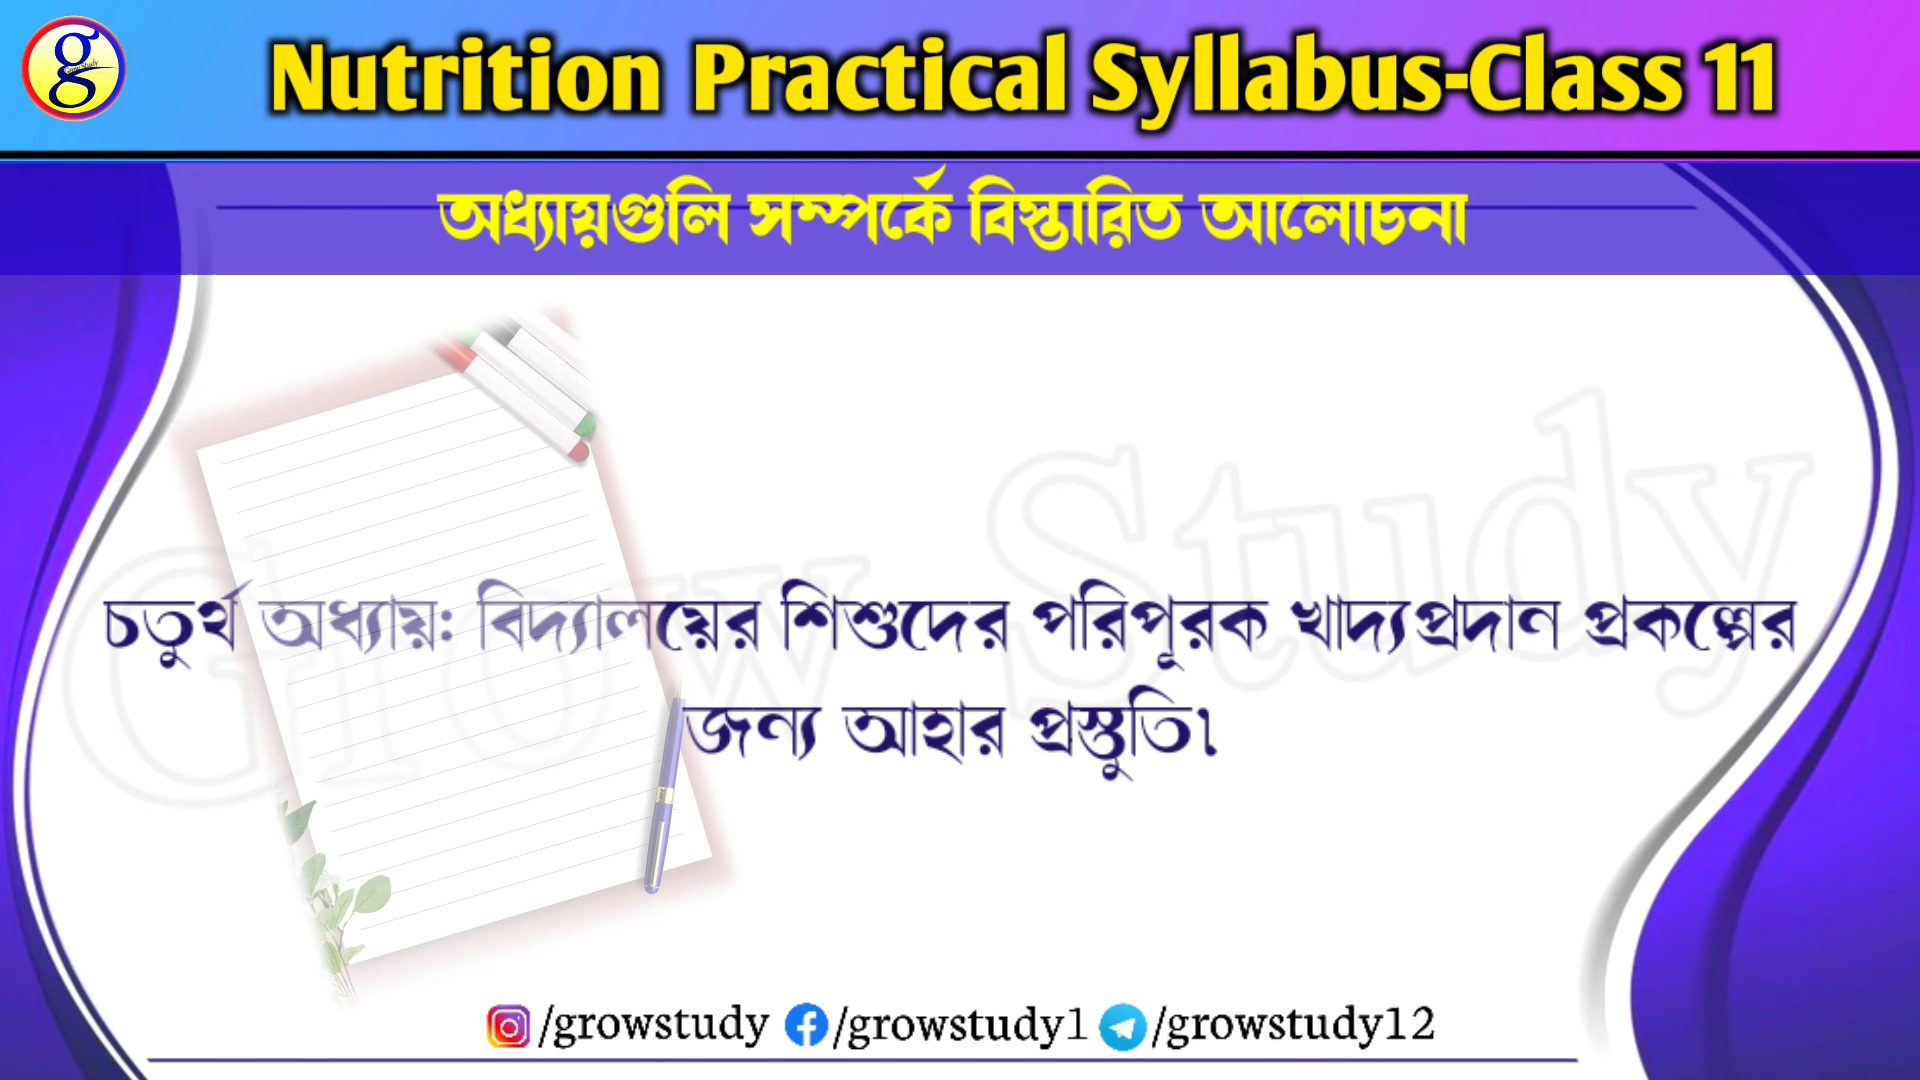 Nutrition Practical Syllabus-Class 11
অধ্যায়গুলি সম্পর্কে বিস্তারিত আলোচনা
Grow Study
চতুর্থ অধ্যায়: বিদ্যালয়ের শিশুদের পরিপূরক খাদ্যপ্রদান প্রকল্পের
জন্য আহার প্রস্তুতি।
/growstudy /growstudy1 /growstudy12